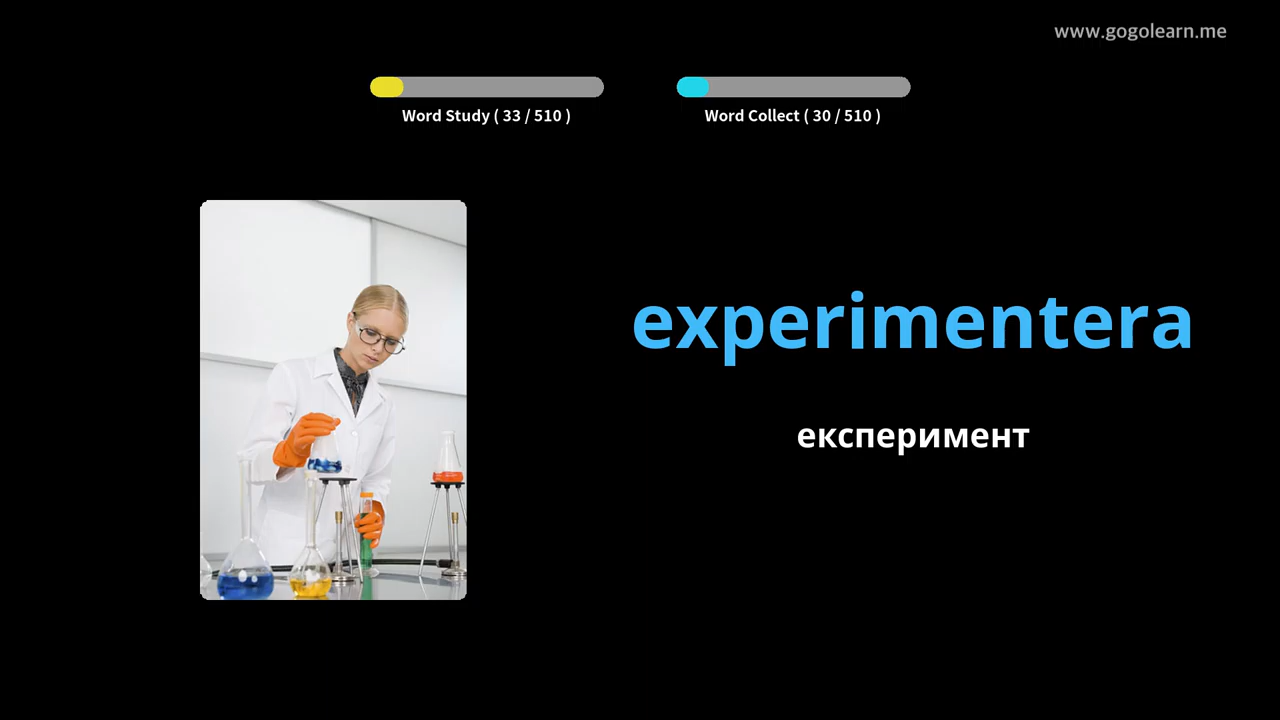 www.gogolearn.me
Word Study ( 33 / 510 )
Word Collect ( 30 / 510 )
experimentera
експеримент